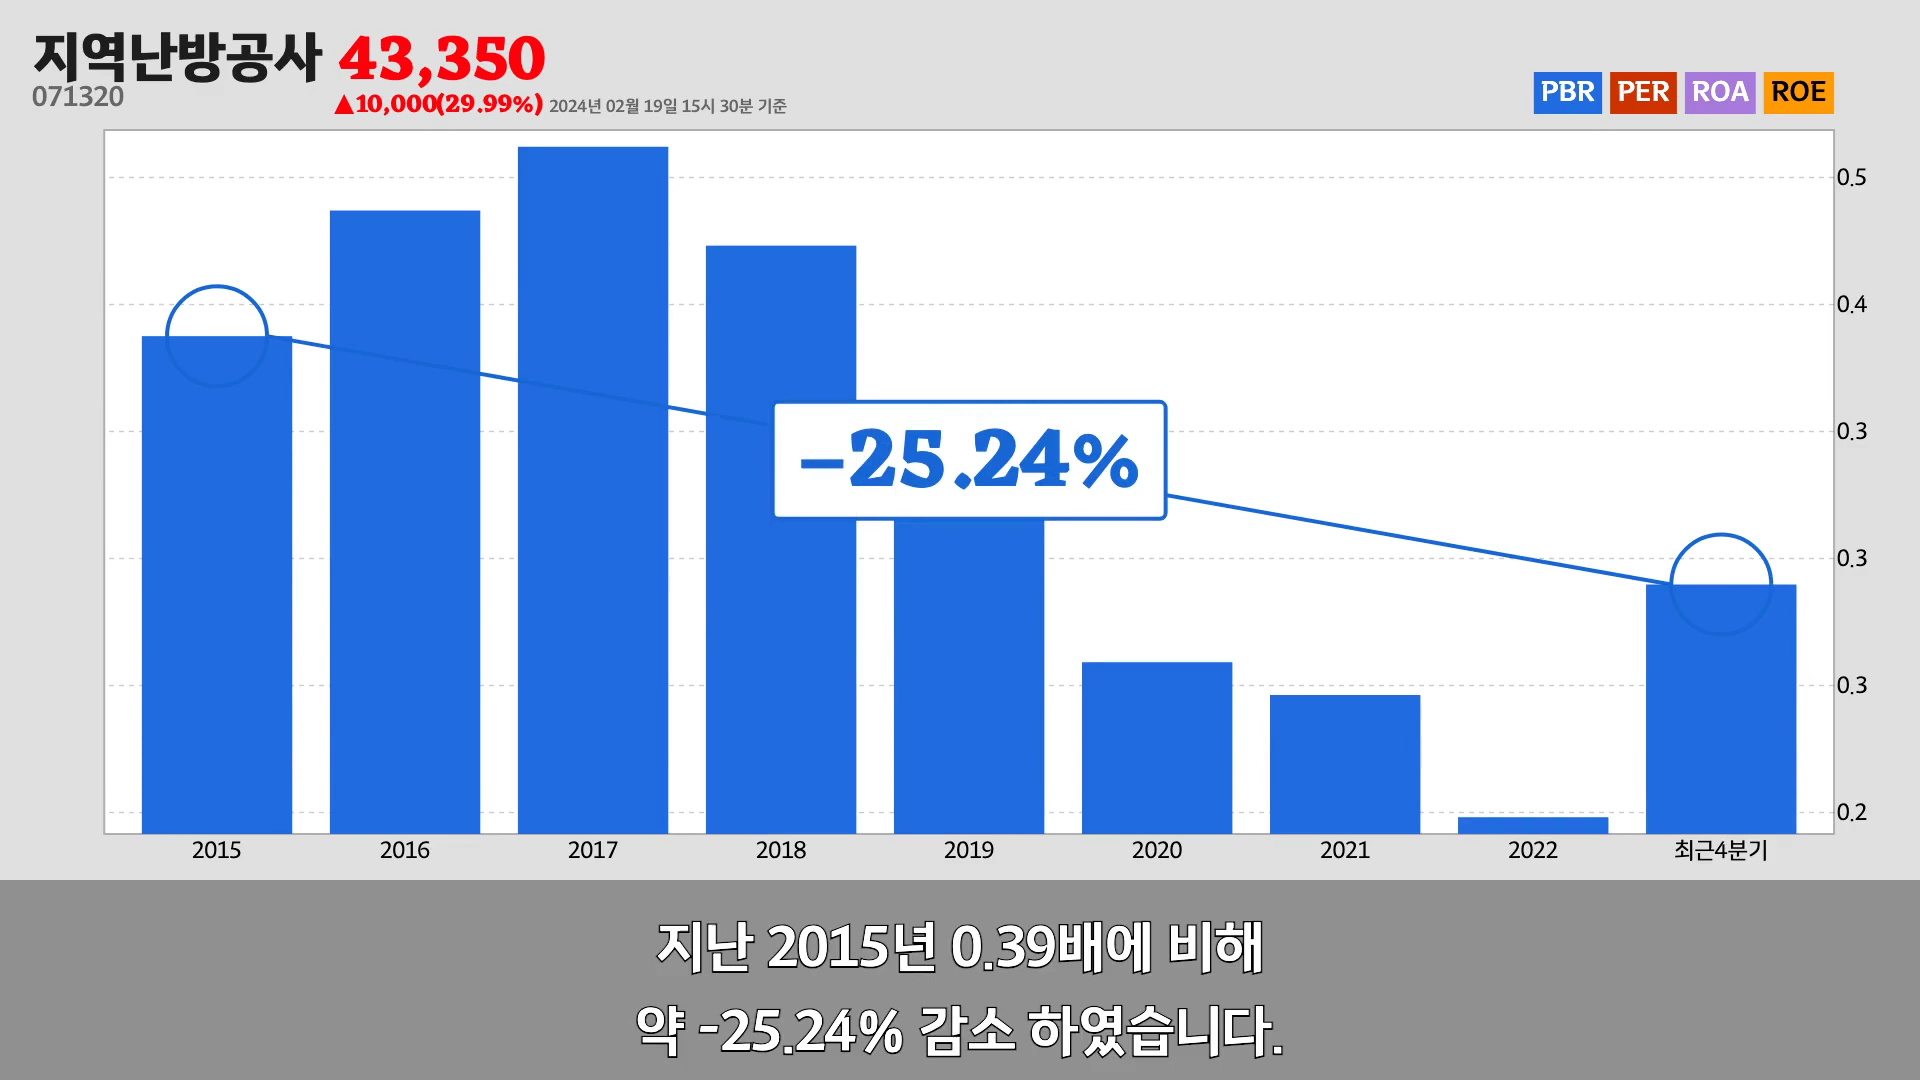 지역난방공사 43,350
071320
▲10,000(29.99%) 2024년 02월 19일 15시 30분 기준
PBR PER ROA ROE
0.5
0.4
0.3
0.3
0.3
0.2
-25.24%
2015 2016 2017 2018 2019 2020 2021 2022 최근4분기
지난 2015년 0.39배에 비해
약 -25.24% 감소 하였습니다.